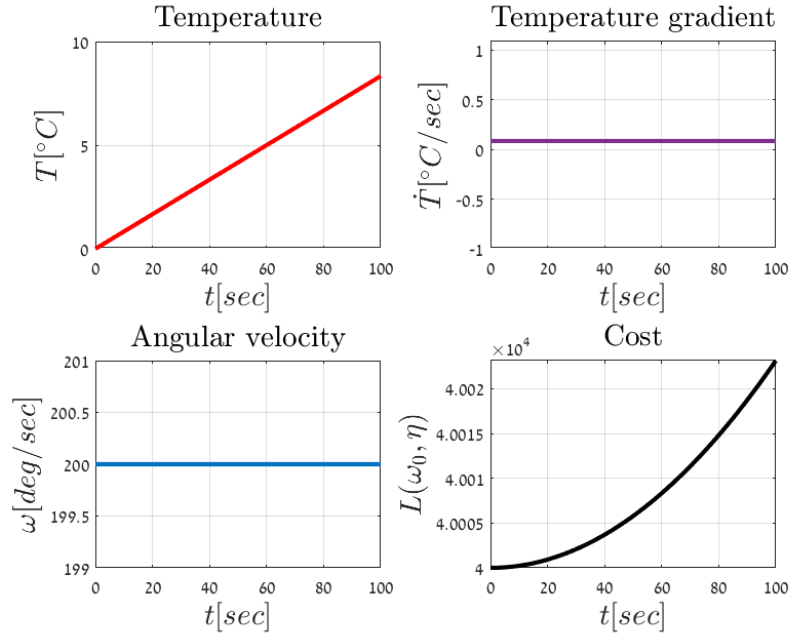 Temperature
10
5
0
0 20 40 60 80 100
T[°C]
t[sec]
Temperature gradient
1
0.5
0
-0.5
-1
0 20 40 60 80 100
Ṫ[°C/sec]
t[sec]
Angular velocity
201
200.5
200
199.5
199
0 20 40 60 80 100
ω[deg/sec]
t[sec]
Cost
×10⁴
4.002
4.0015
4.001
4.0005
4
0 20 40 60 80 100
L(ω₀, η)
t[sec]